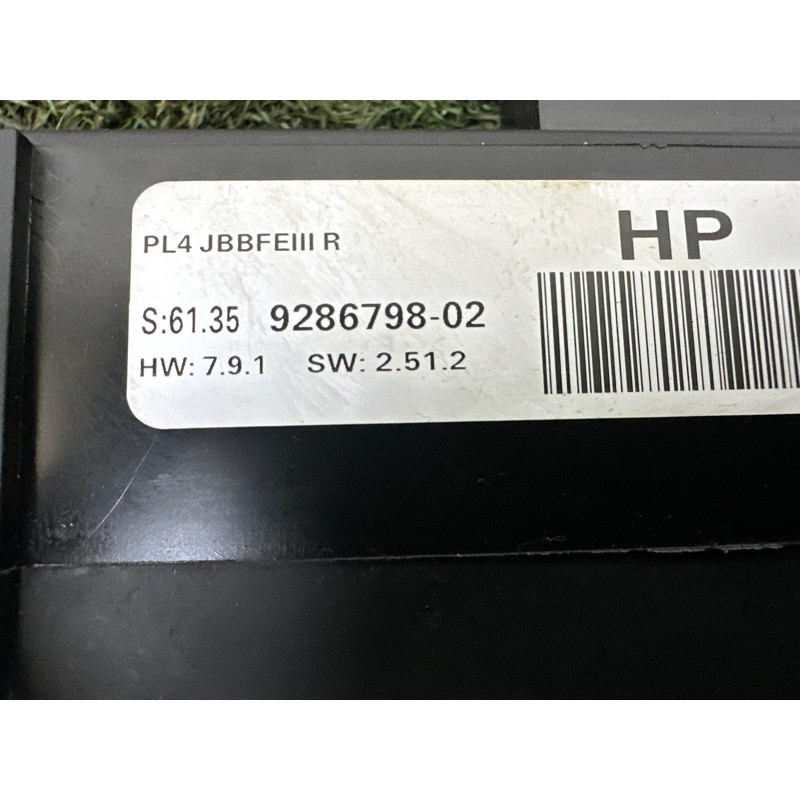 PL4 JBBFEIII R
HP
S:61.35 9286798-02
HW: 7.9.1 SW: 2.51.2